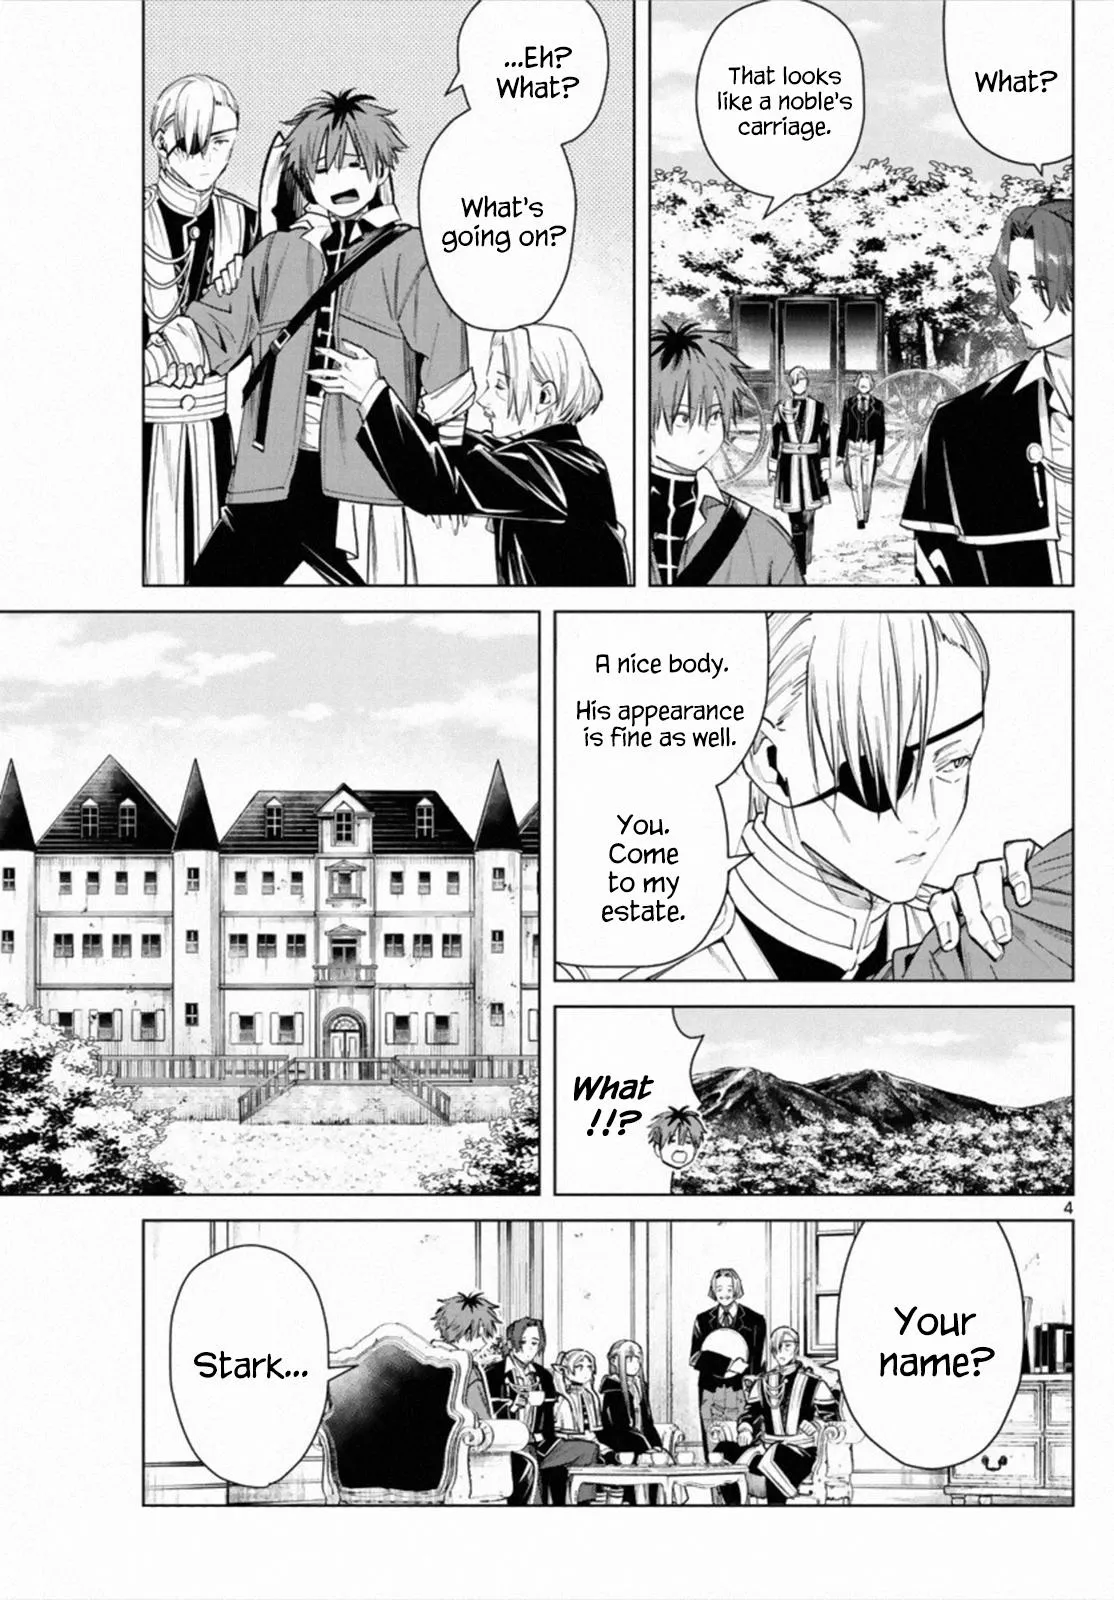 What?
That looks
like a noble's
carriage.
...Eh?
What?
What's
going on?
A nice body.
His appearance
is fine as well.
You.
Come
to my
estate.
What
!!?
4
Your
name?
Stark...